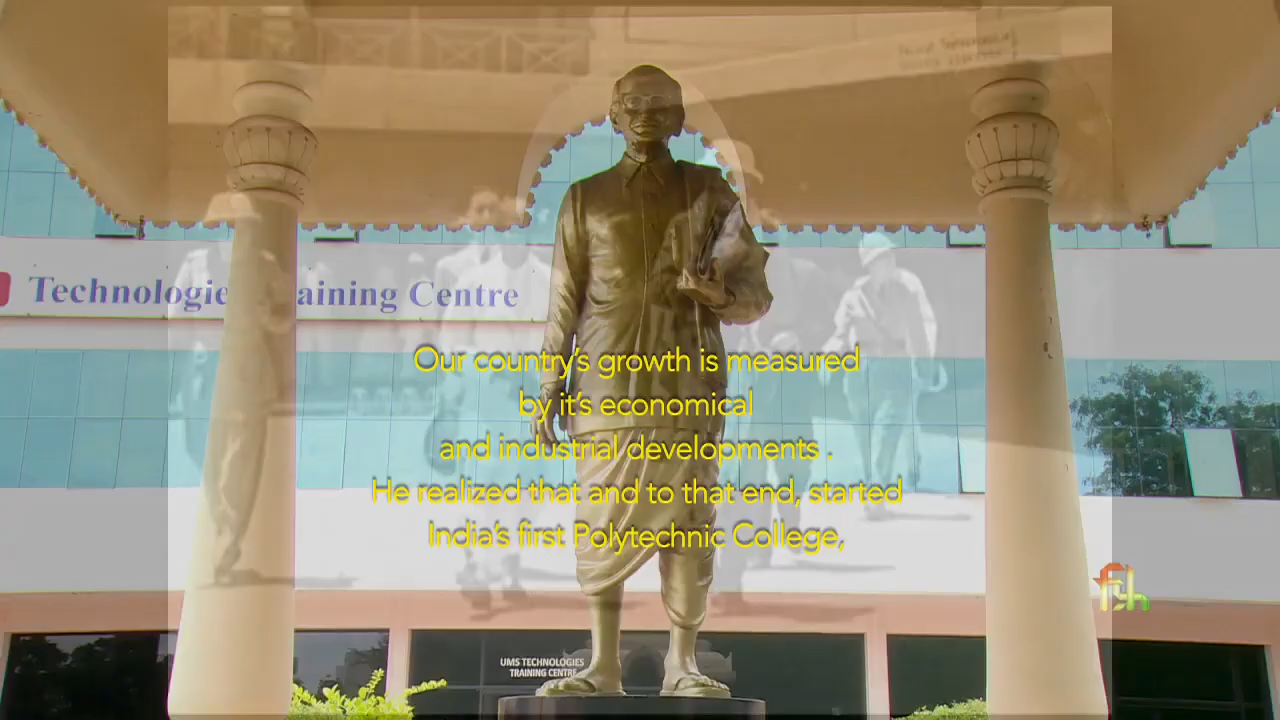 Technologie
aining Centre
Our country's growth is measured
by it's economical
and industrial developments .
He realized that and to that end, started
India's first Polytechnic College,
UMS TECHNOLOGIES
TRAINING CENTRE